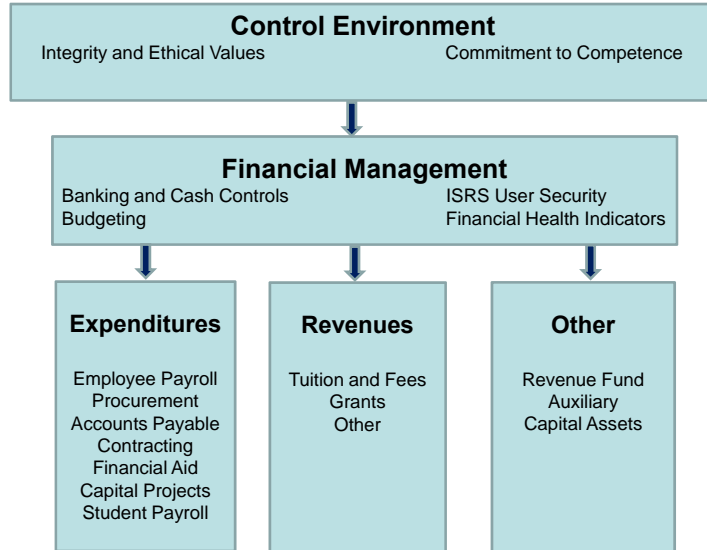 Control Environment
Integrity and Ethical Values Commitment to Competence
Financial Management
Banking and Cash Controls ISRS User Security
Budgeting Financial Health Indicators
Expenditures
Employee Payroll
Procurement
Accounts Payable
Contracting
Financial Aid
Capital Projects
Student Payroll
Revenues
Tuition and Fees
Grants
Other
Other
Revenue Fund
Auxiliary
Capital Assets